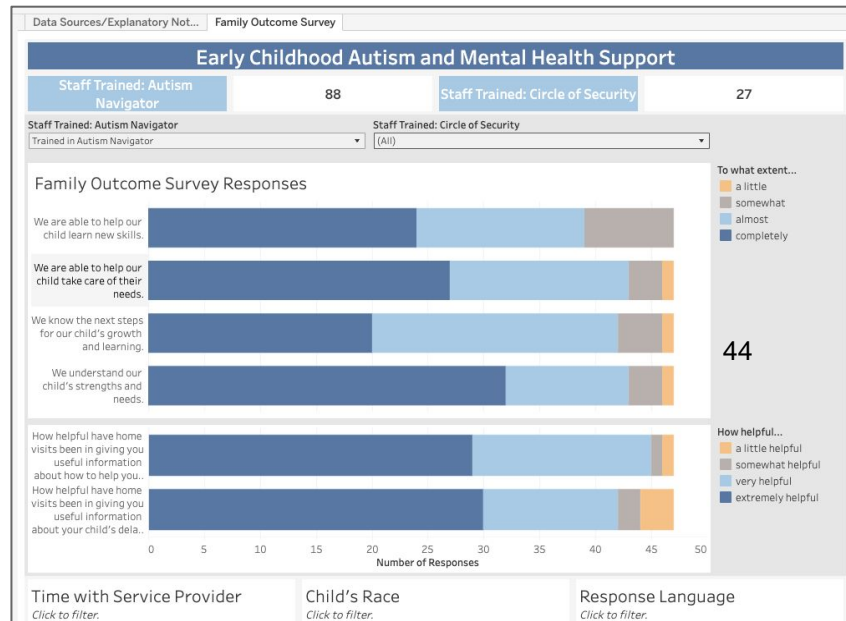 Data Sources/Explanatory Not...
Family Outcome Survey
Early Childhood Autism and Mental Health Support
Staff Trained: Autism
Navigator
88
Staff Trained: Circle of Security
27
Staff Trained: Autism Navigator
Staff Trained: Circle of Security
Trained in Autism Navigator
(All)
Family Outcome Survey Responses
We are able to help our
child learn new skills.
We are able to help our
child take care of their
needs.
We know the next steps
for our child's growth
and learning.
We understand our
child's strengths and
needs.
To what extent...
a little
somewhat
almost
completely
44
How helpful have home
visits been in giving you
useful information
about how to help you..
How helpful have home
visits been in giving you
useful information
about your child's dela..
0 5 10 15 20 25 30 35 40 45 50
Number of Responses
How helpful...
a little helpful
somewhat helpful
very helpful
extremely helpful
Time with Service Provider
Click to filter.
Child's Race
Click to filter.
Response Language
Click to filter.